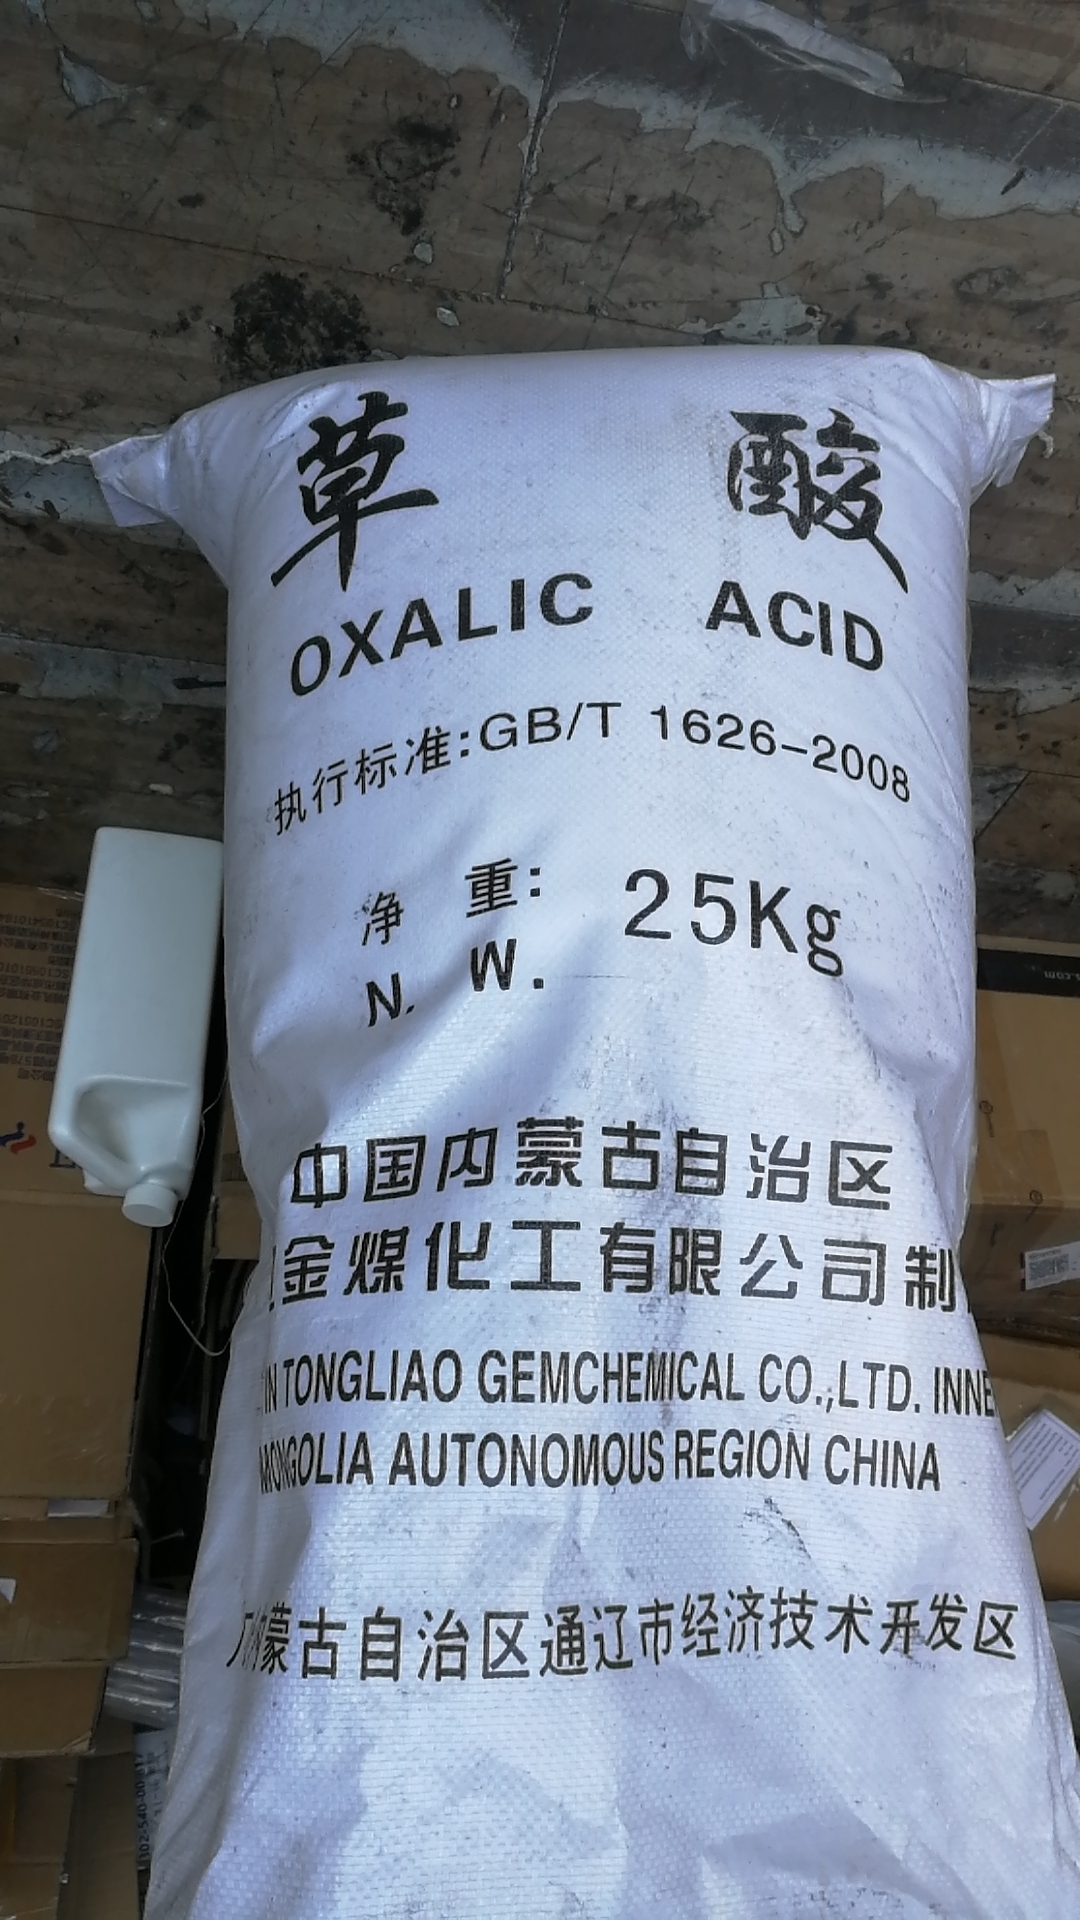 草 酸
OXALIC ACID
执行标准:GB/T 1626-2008
净 重: 25Kg
N. W.
中国内蒙古自治区
金煤化工有限公司制
IN TONGLIAO GEMCHEMICAL CO.,LTD. INNE
MONGOLIA AUTONOMOUS REGION CHINA
内蒙古自治区通辽市经济技术开发区